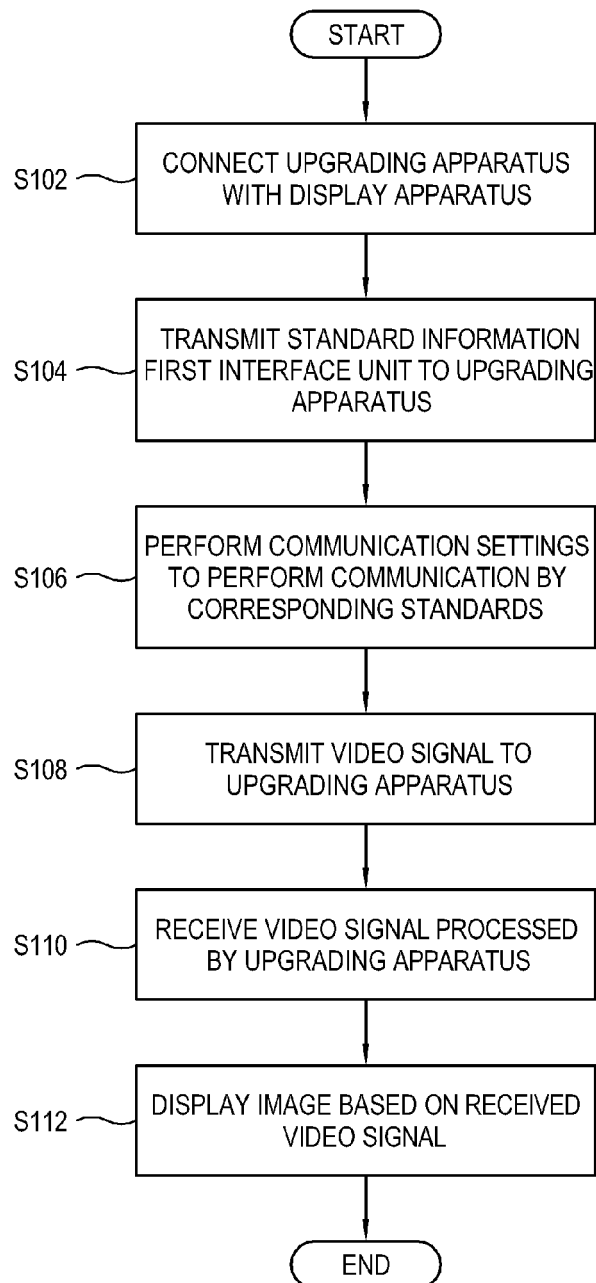 START
S102
CONNECT UPGRADING APPARATUS
WITH DISPLAY APPARATUS
S104
TRANSMIT STANDARD INFORMATION
FIRST INTERFACE UNIT TO UPGRADING
APPARATUS
S106
PERFORM COMMUNICATION SETTINGS
TO PERFORM COMMUNICATION BY
CORRESPONDING STANDARDS
S108
TRANSMIT VIDEO SIGNAL TO
UPGRADING APPARATUS
S110
RECEIVE VIDEO SIGNAL PROCESSED
BY UPGRADING APPARATUS
S112
DISPLAY IMAGE BASED ON RECEIVED
VIDEO SIGNAL
END